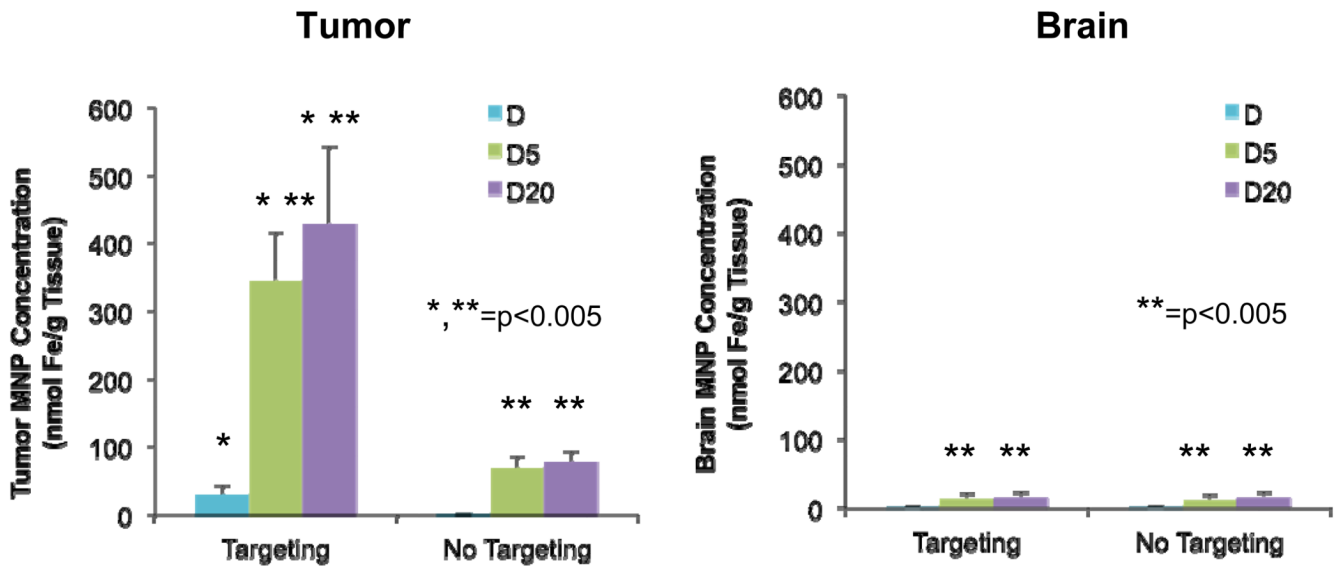 Tumor
Tumor MNP Concentration
(nmol Fe/g Tissue)
600
500
400
300
200
100
0
* ** * **
*
** **
D
D5
D20
*,**=p<0.005
Targeting No Targeting
Brain
Brain MNP Concentration
(nmol Fe/g Tissue)
600
500
400
300
200
100
0
D
D5
D20
**=p<0.005
** ** ** **
Targeting No Targeting